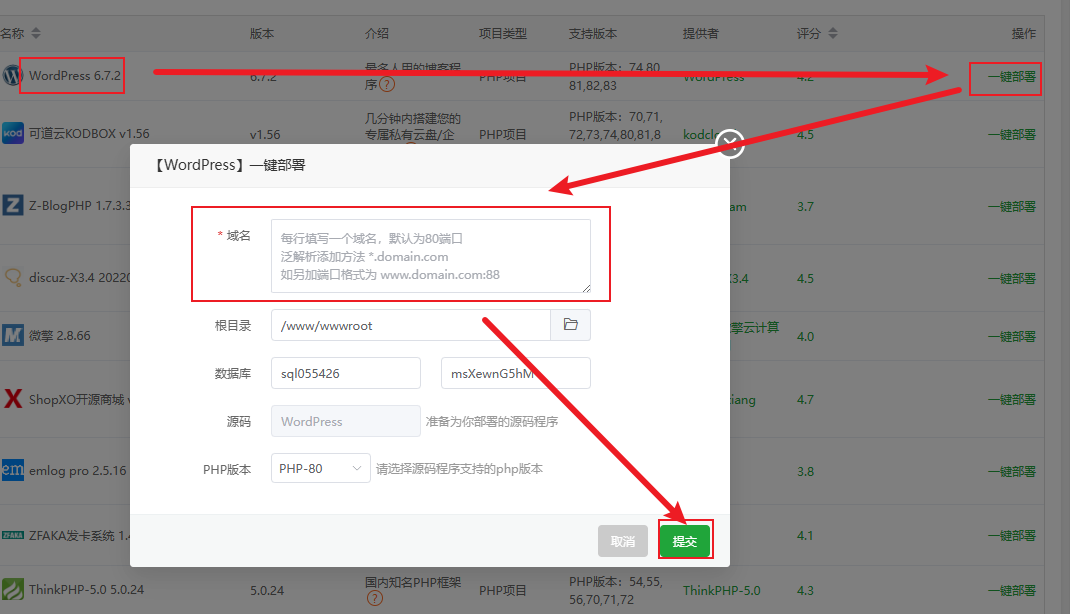 名称 版本 介绍 项目类型 支持版本 提供者 评分 操作
WordPress 6.7.2 6.7.2 最多人用的博客程 PHP项目 PHP版本：74,80 WordPress 4.2 一键部署
序 ? 81,82,83
可道云KODBOX v1.56 v1.56 几分钟内搭建您的 PHP项目 PHP版本：70,71, 4.5 一键部署
专属私有云盘/企 72,73,74,80,81,8
【WordPress】一键部署
Z-BlogPHP 1.7.3.3 am 3.7 一键部署
* 域名
每行填写一个域名，默认为80端口
泛解析添加方法 *.domain.com
如另加端口格式为 www.domain.com:88
discuz-X3.4 20220 X3.4 4.5 一键部署
根目录 /www/wwwroot
微擎 2.8.66 擎云计算 4.0 一键部署
数据库 sql055426 msXewnG5hM
ShopXO开源商城 iang 4.7 一键部署
源码 WordPress 准备为你部署的源码程序
PHP版本 PHP-80 请选择源码程序支持的php版本
emlog pro 2.5.16 3.8 一键部署
ZFAKA ZFAKA发卡系统 1.4 4.1 一键部署
取消 提交
ThinkPHP-5.0 5.0.24 5.0.24 国内知名PHP框架 PHP项目 PHP版本：54,55, ThinkPHP-5.0 4.3 一键部署
? 56,70,71,72